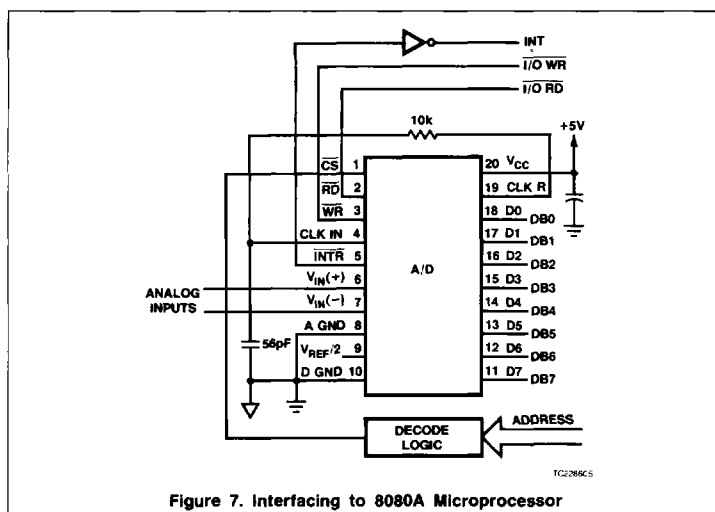 INT
I/O WR
I/O RD
10k
+5V
CS 1
RD 2
WR 3
CLK IN 4
INTR 5
VIN(+) 6
VIN(−) 7
A GND 8
VREF/2 9
D GND 10
A/D
20 VCC
19 CLK R
18 D0 DB0
17 D1 DB1
16 D2 DB2
15 D3 DB3
14 D4 DB4
13 D5 DB5
12 D6 DB6
11 D7 DB7
ANALOG
INPUTS
56pF
DECODE
LOGIC
ADDRESS
Figure 7. Interfacing to 8080A Microprocessor